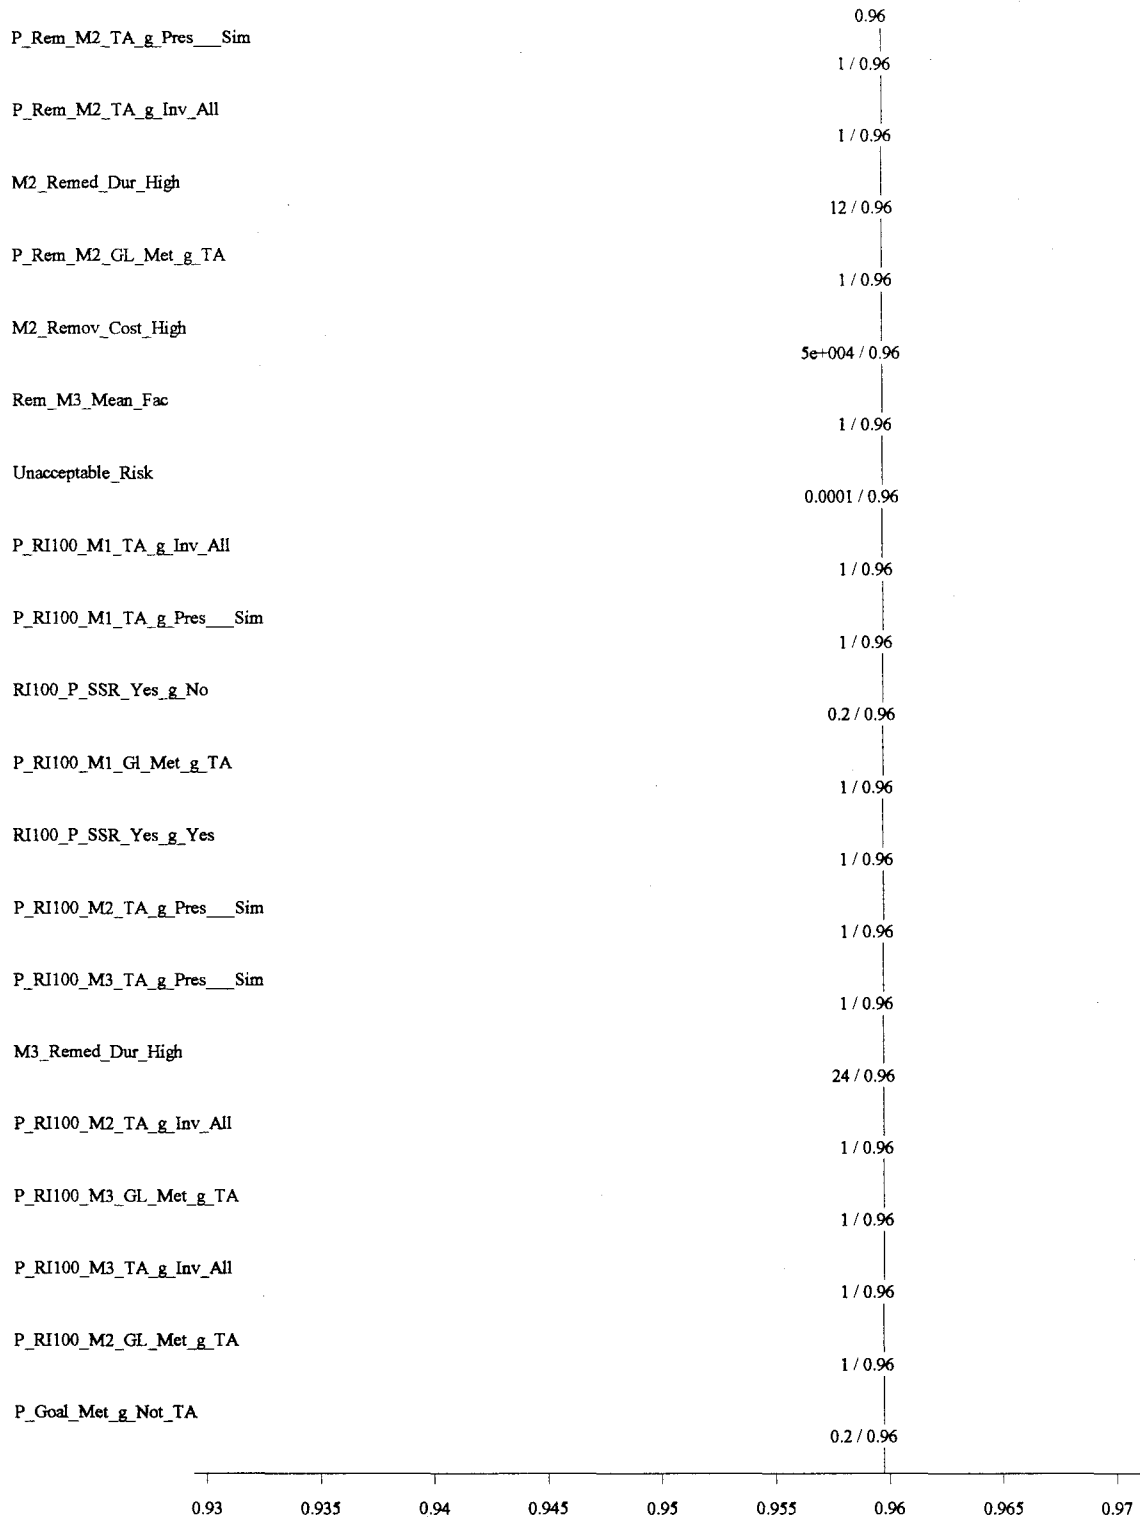 0.96
P_Rem_M2_TA_g_Pres___Sim
1 / 0.96
P_Rem_M2_TA_g_Inv_All
1 / 0.96
M2_Remed_Dur_High
12 / 0.96
P_Rem_M2_GL_Met_g_TA
1 / 0.96
M2_Remov_Cost_High
5e+004 / 0.96
Rem_M3_Mean_Fac
1 / 0.96
Unacceptable_Risk
0.0001 / 0.96
P_RI100_M1_TA_g_Inv_All
1 / 0.96
P_RI100_M1_TA_g_Pres___Sim
1 / 0.96
RI100_P_SSR_Yes_g_No
0.2 / 0.96
P_RI100_M1_Gl_Met_g_TA
1 / 0.96
RI100_P_SSR_Yes_g_Yes
1 / 0.96
P_RI100_M2_TA_g_Pres___Sim
1 / 0.96
P_RI100_M3_TA_g_Pres___Sim
1 / 0.96
M3_Remed_Dur_High
24 / 0.96
P_RI100_M2_TA_g_Inv_All
1 / 0.96
P_RI100_M3_GL_Met_g_TA
1 / 0.96
P_RI100_M3_TA_g_Inv_All
1 / 0.96
P_RI100_M2_GL_Met_g_TA
1 / 0.96
P_Goal_Met_g_Not_TA
0.2 / 0.96
0.93 0.935 0.94 0.945 0.95 0.955 0.96 0.965 0.97